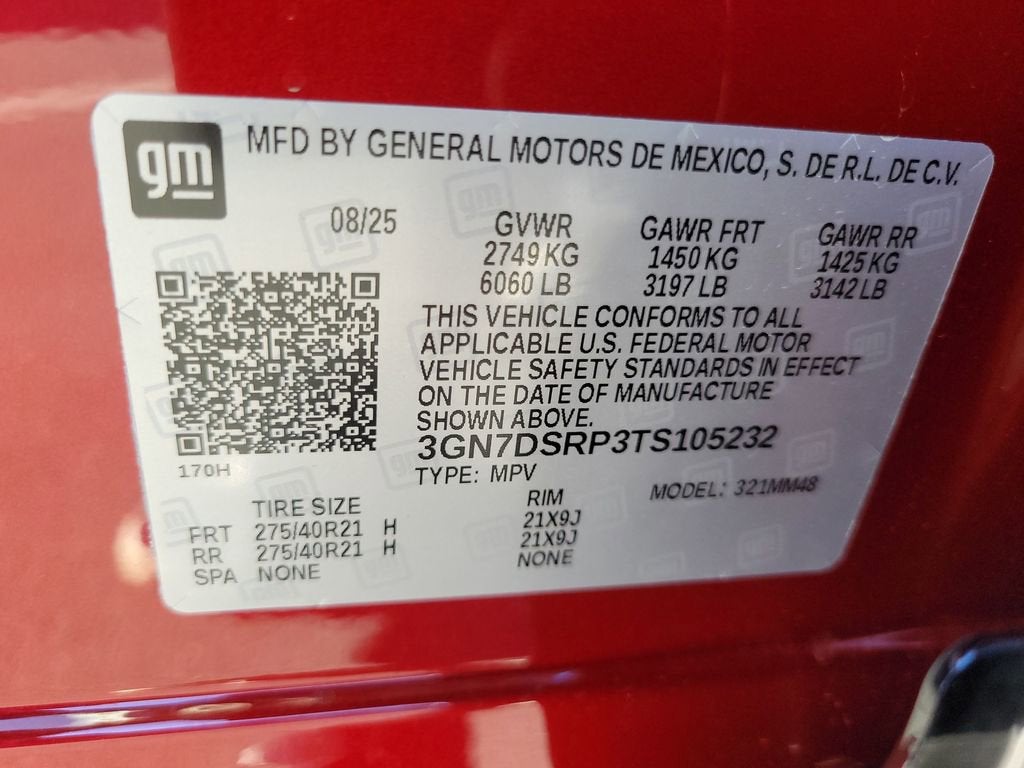 gm
MFD BY GENERAL MOTORS DE MEXICO, S. DE R.L. DE C.V.
08/25 GVWR GAWR FRT GAWR RR
2749 KG 1450 KG 1425 KG
6060 LB 3197 LB 3142 LB
THIS VEHICLE CONFORMS TO ALL
APPLICABLE U.S. FEDERAL MOTOR
VEHICLE SAFETY STANDARDS IN EFFECT
ON THE DATE OF MANUFACTURE
SHOWN ABOVE.
3GN7DSRP3TS105232
170H TYPE: MPV MODEL: 321MM48
TIRE SIZE RIM
FRT 275/40R21 H 21X9J
RR 275/40R21 H 21X9J
SPA NONE NONE